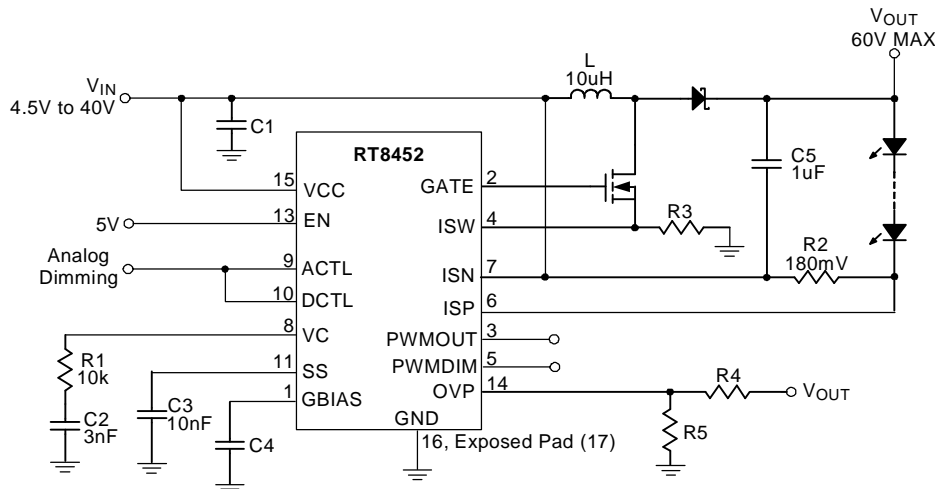 VOUT
60V MAX
L
10uH
VIN
4.5V to 40V
C1
RT8452
15
VCC
GATE
2
C5
1uF
5V
13
EN
ISW
4
R3
Analog
Dimming
9
ACTL
ISN
7
R2
180mV
10
DCTL
ISP
6
8
VC
PWMOUT
3
R1
10k
11
SS
PWMDIM
5
1
GBIAS
OVP
14
R4
VOUT
C2
3nF
C3
10nF
C4
GND
16, Exposed Pad (17)
R5